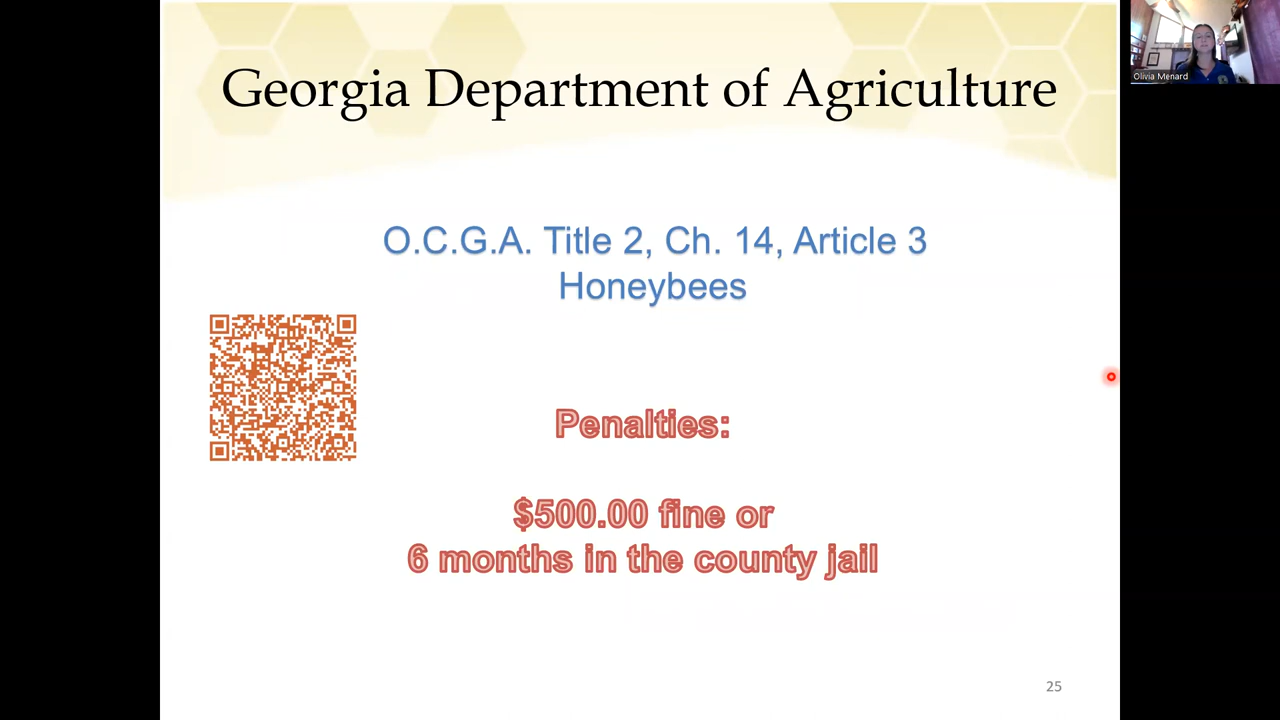 Georgia Department of Agriculture
Olivia Menard
O.C.G.A. Title 2, Ch. 14, Article 3
Honeybees
Penalties:
$500.00 fine or
6 months in the county jail
25